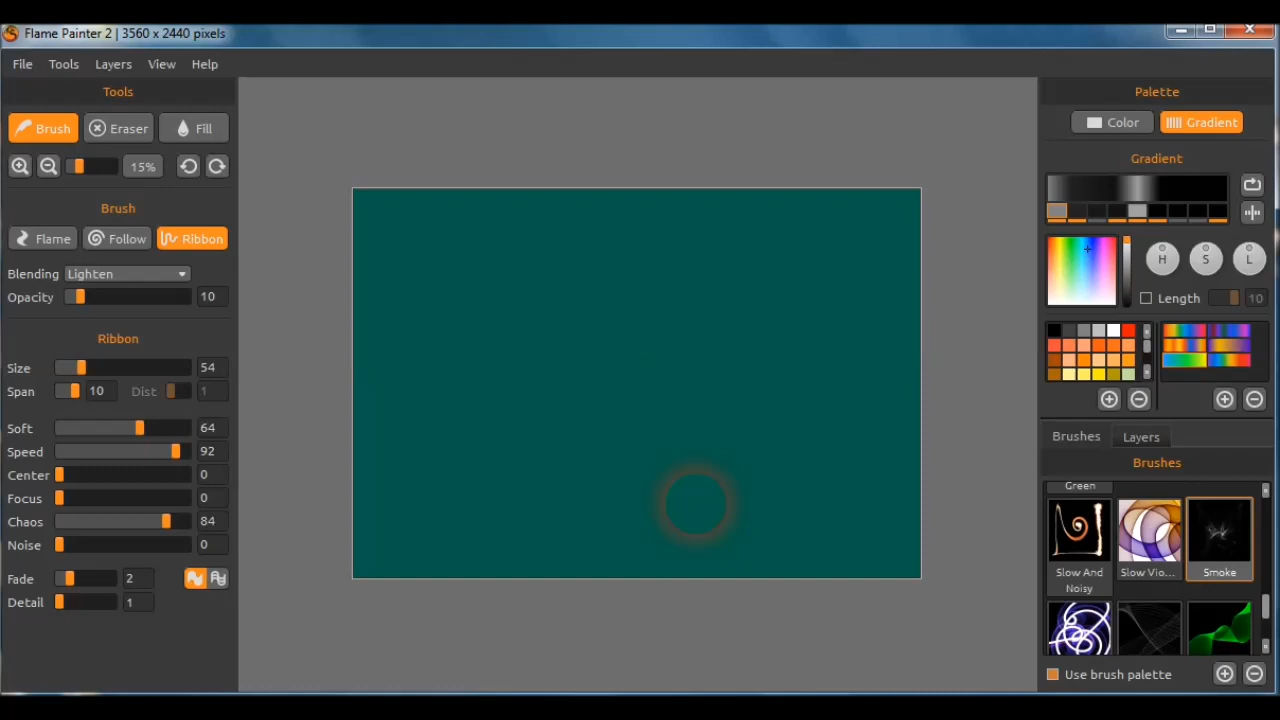 Flame Painter 2 | 3560 x 2440 pixels
File Tools Layers View Help
Tools
Brush Eraser Fill
15%
Brush
Flame Follow Ribbon
Blending Lighten
Opacity 10
Ribbon
Size 54
Span 10 Dist 1
Soft 64
Speed 92
Center 0
Focus 0
Chaos 84
Noise 0
Fade 2
Detail 1
Palette
Color Gradient
Gradient
H S L
Length 10
Brushes Layers
Brushes
Green
Slow And Noisy
Slow Vio...
Smoke
Use brush palette